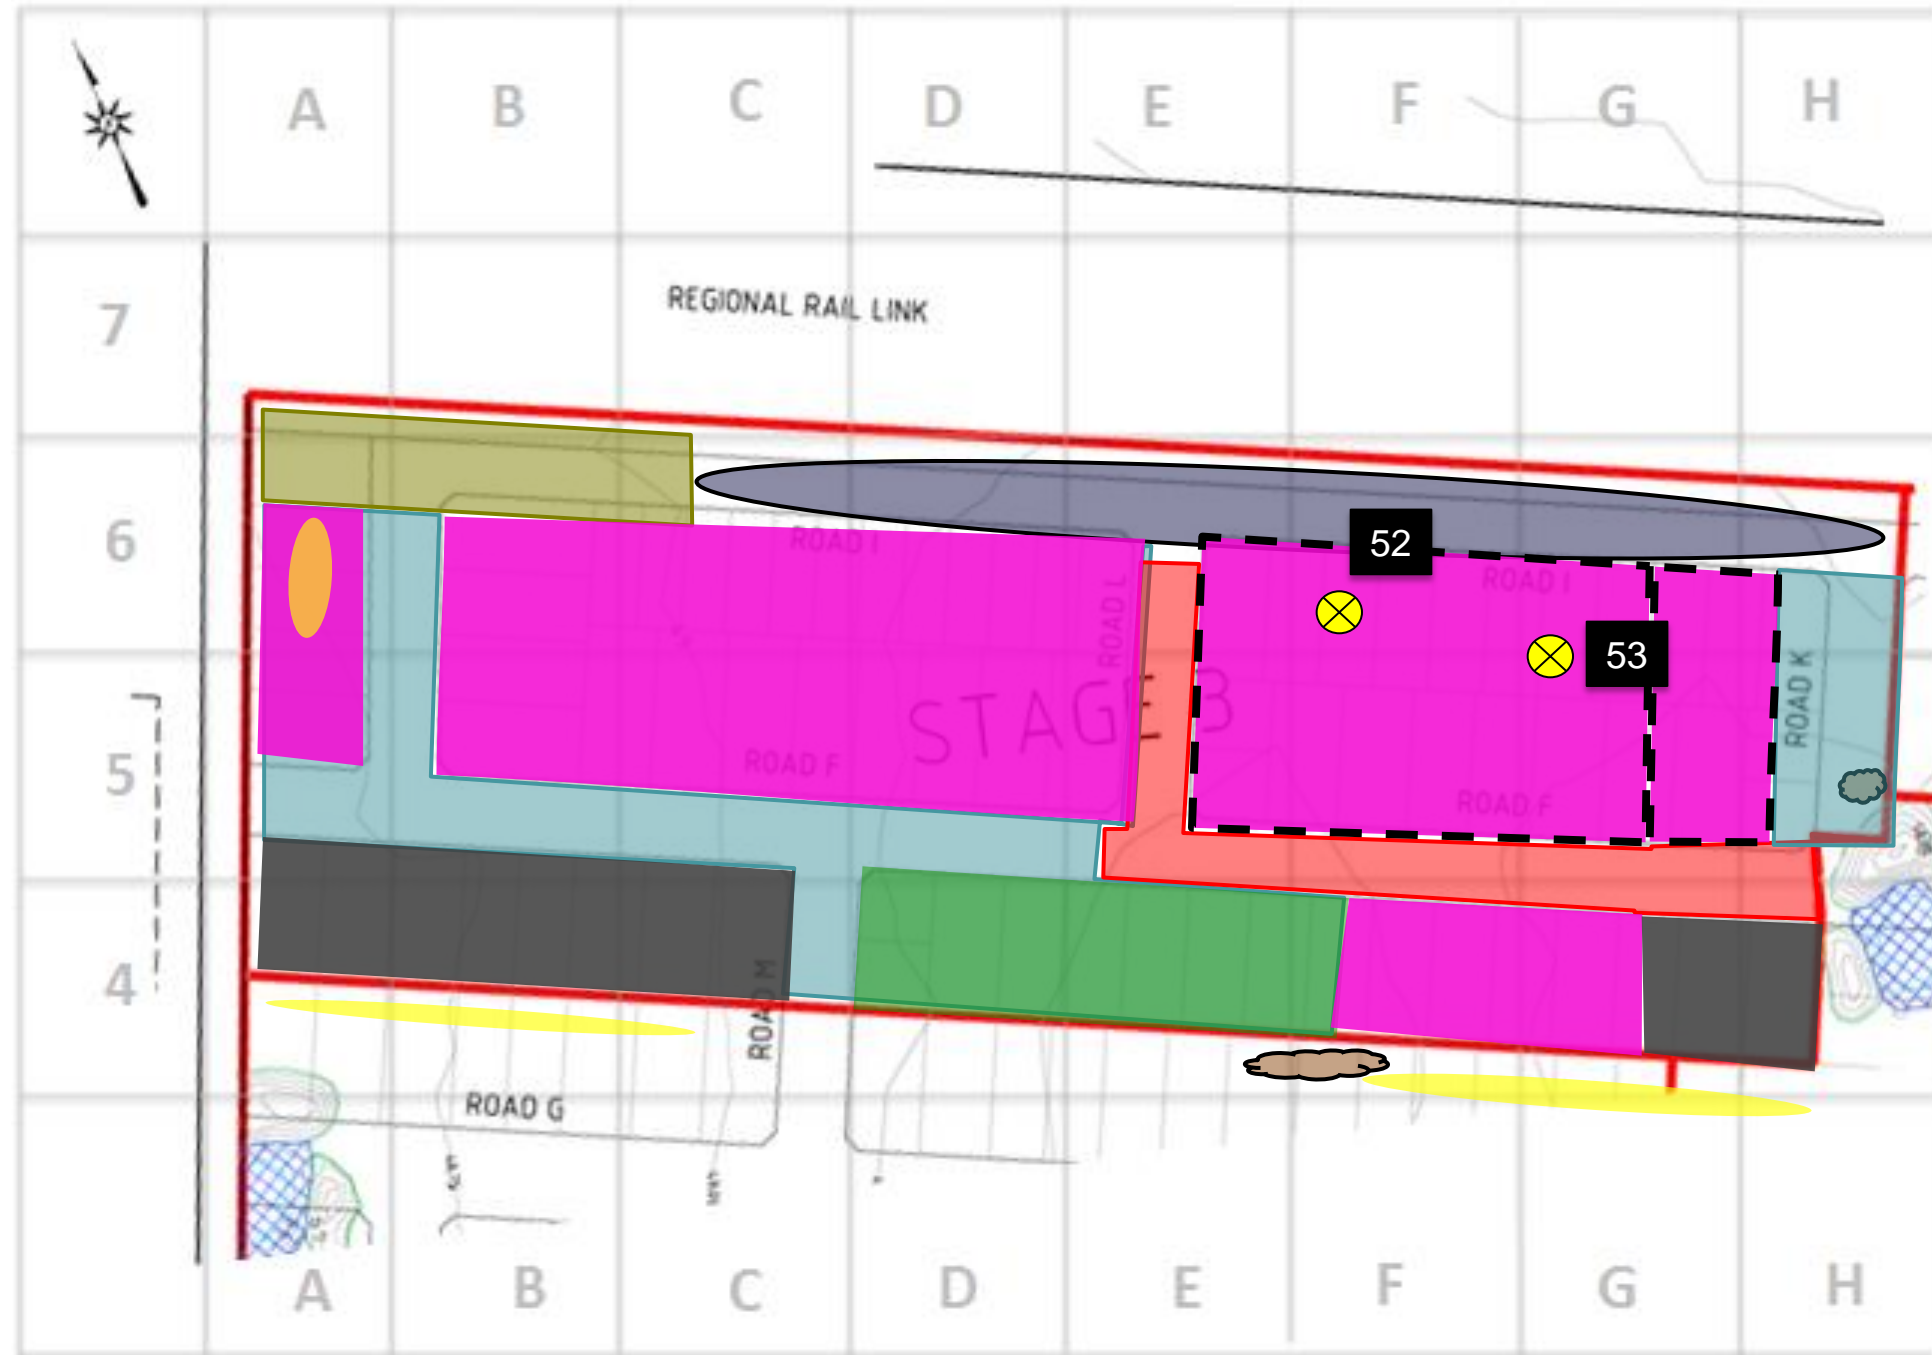 A B C D E F G H
7
REGIONAL RAIL LINK
6
52
ROAD I
ROAD I
ROAD L
53
STAGE 3
ROAD K
5
ROAD F
ROAD F
4
ROAD M
ROAD G
A B C D E F G H